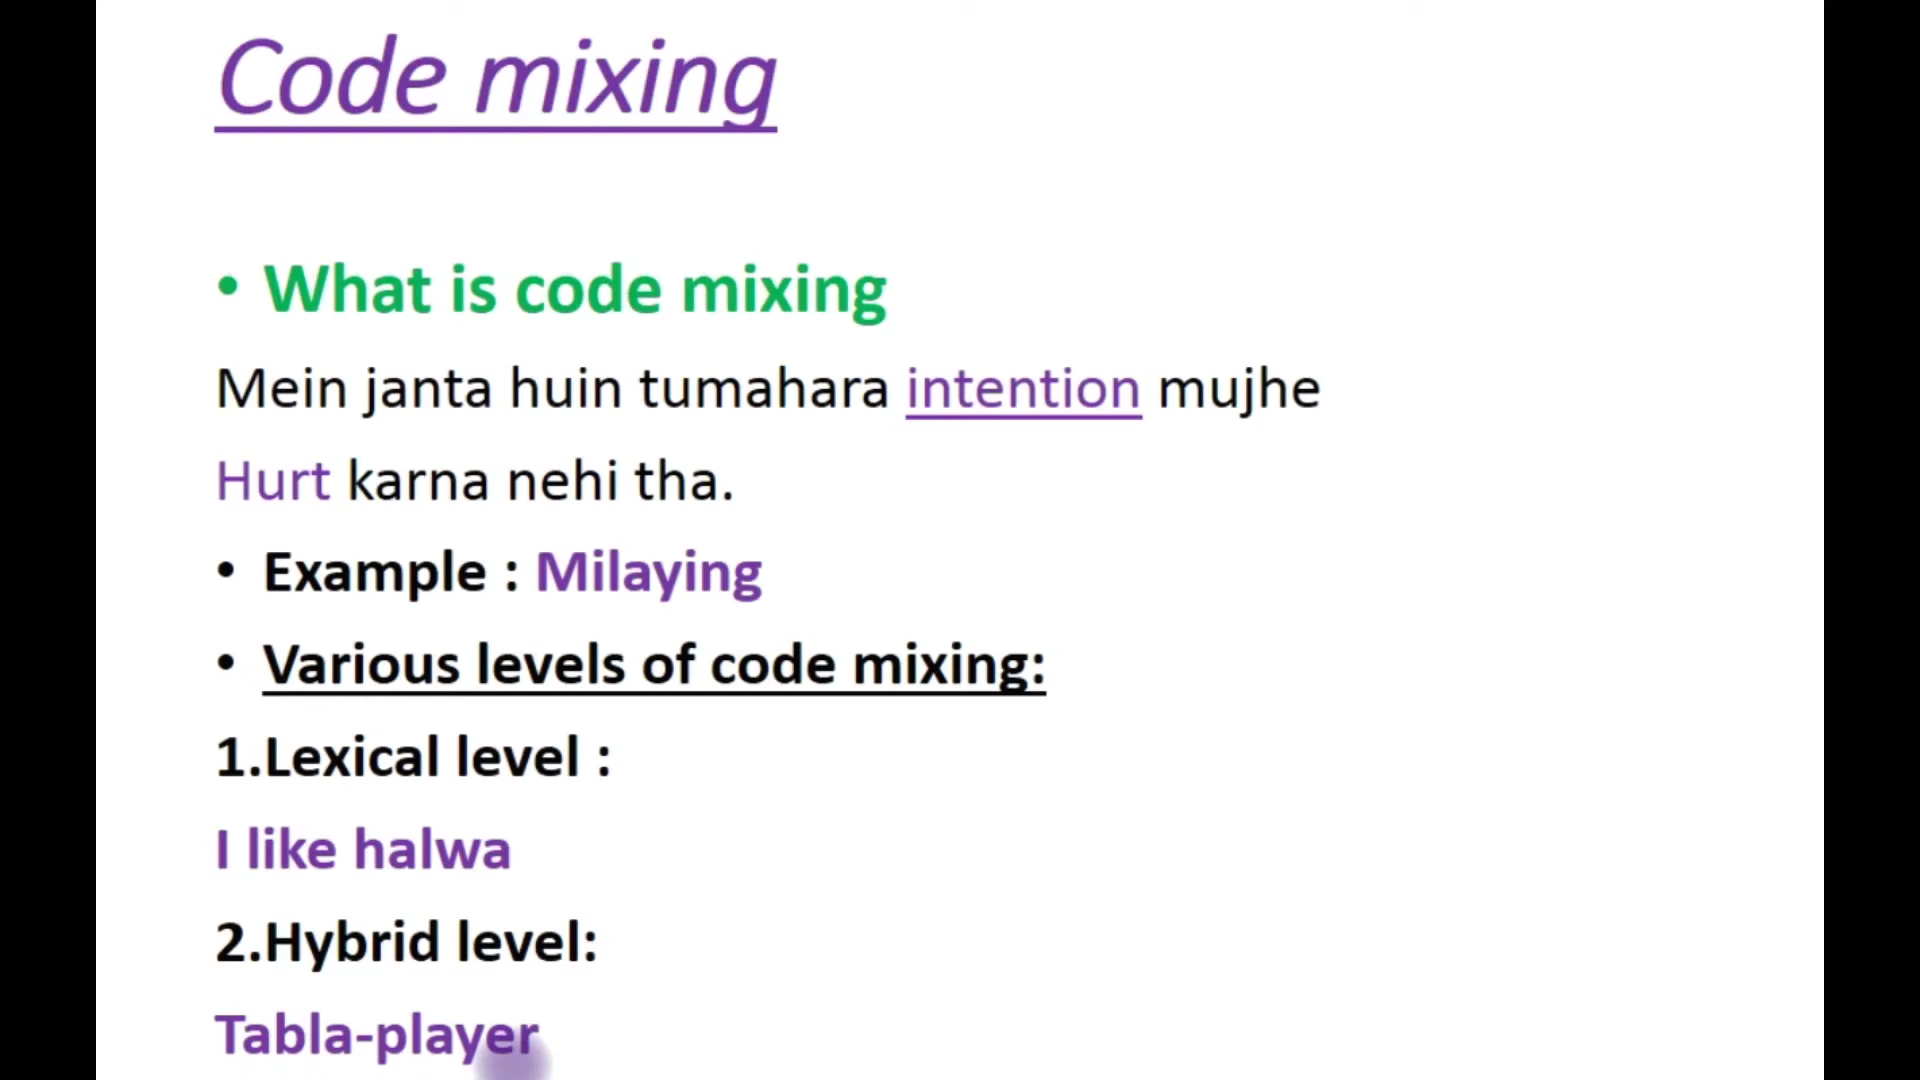 Code mixing
• What is code mixing
Mein janta huin tumahara intention mujhe
Hurt karna nehi tha.
• Example : Milaying
• Various levels of code mixing:
1.Lexical level :
I like halwa
2.Hybrid level:
Tabla-player